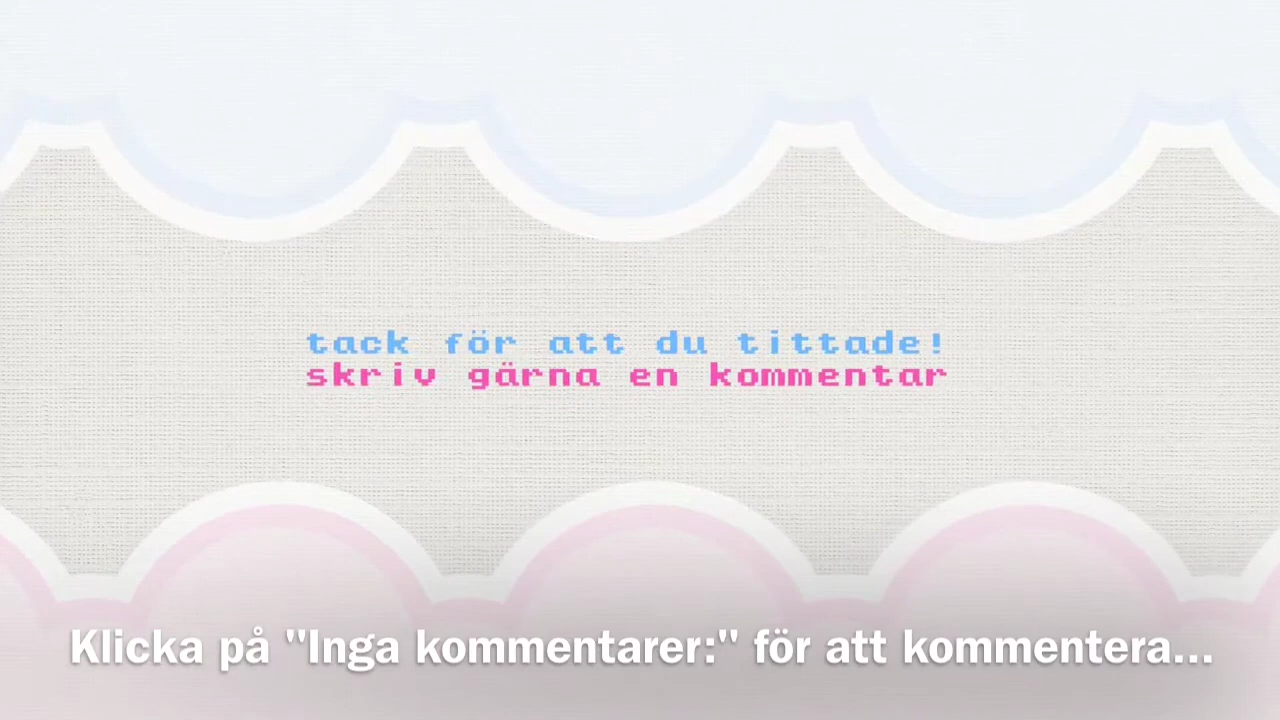 tack för att du tittade!
skriv gärna en kommentar
Klicka på "Inga kommentarer:" för att kommentera...